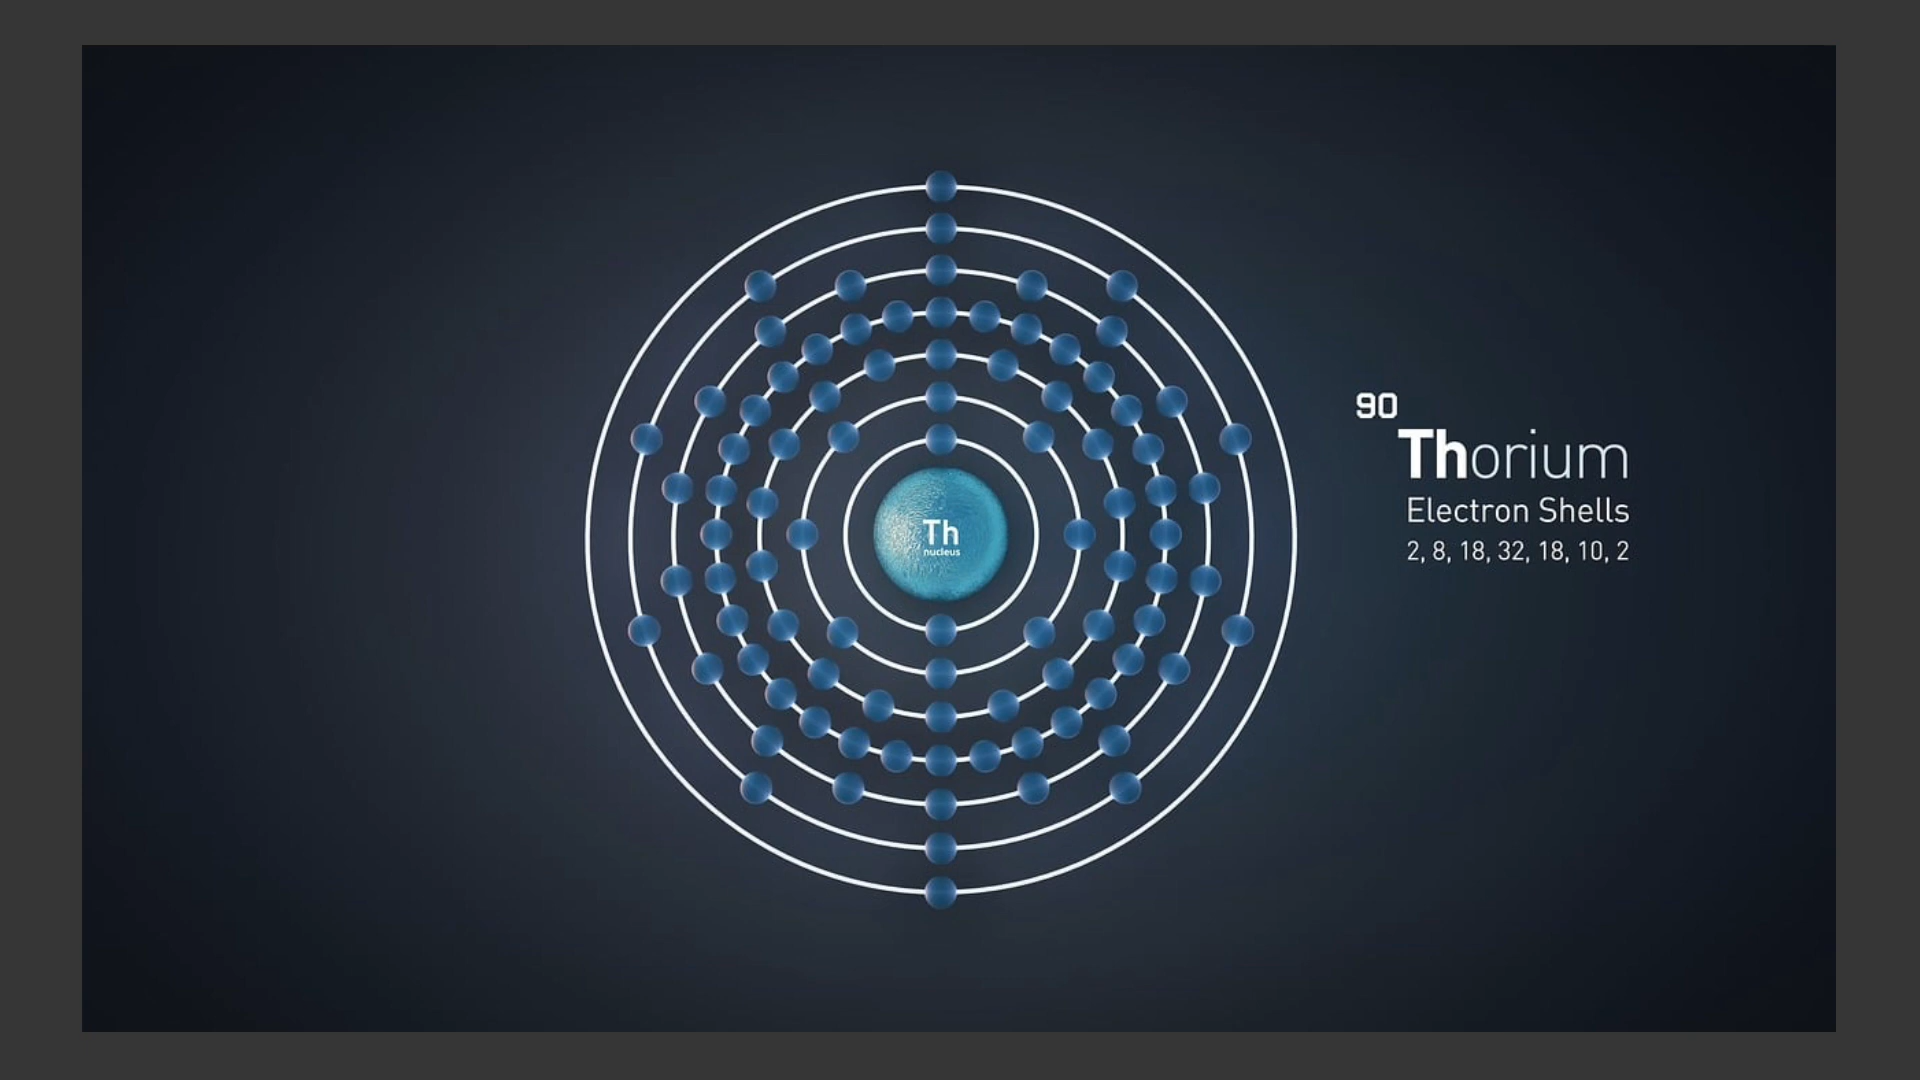 Th
nucleus
90
Thorium
Electron Shells
2, 8, 18, 32, 18, 10, 2